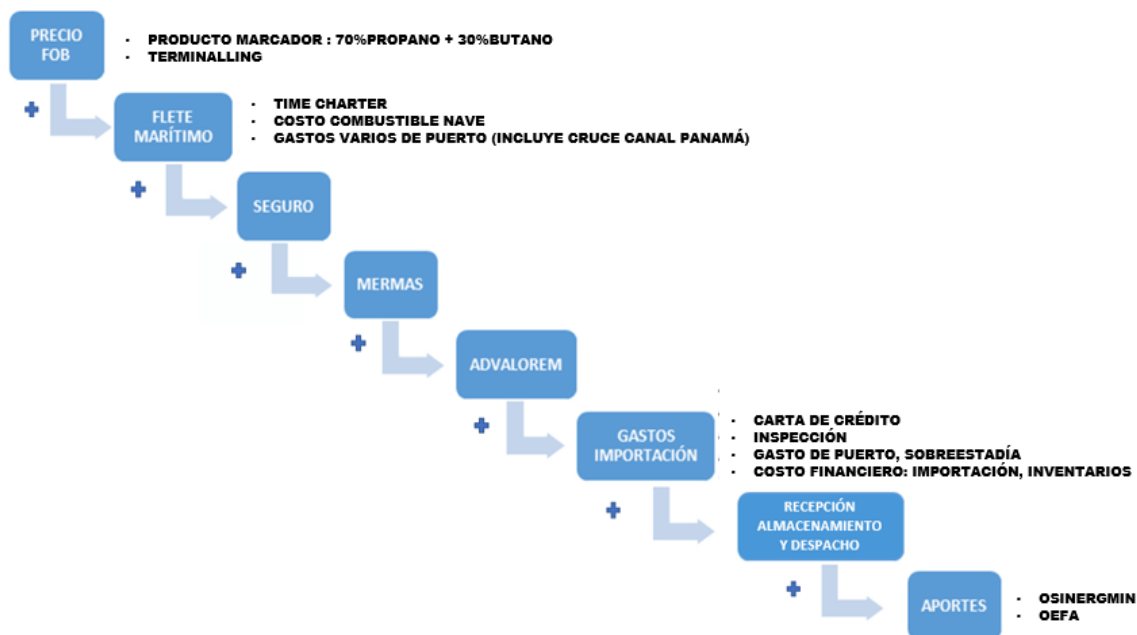 PRECIO
FOB
- PRODUCTO MARCADOR : 70%PROPANO + 30%BUTANO
- TERMINALLING
FLETE
MARÍTIMO
- TIME CHARTER
- COSTO COMBUSTIBLE NAVE
- GASTOS VARIOS DE PUERTO (INCLUYE CRUCE CANAL PANAMÁ)
SEGURO
MERMAS
ADVALOREM
GASTOS
IMPORTACIÓN
- CARTA DE CRÉDITO
- INSPECCIÓN
- GASTO DE PUERTO, SOBREESTADÍA
- COSTO FINANCIERO: IMPORTACIÓN, INVENTARIOS
RECEPCIÓN
ALMACENAMIENTO
Y DESPACHO
APORTES
- OSINERGMIN
- OEFA